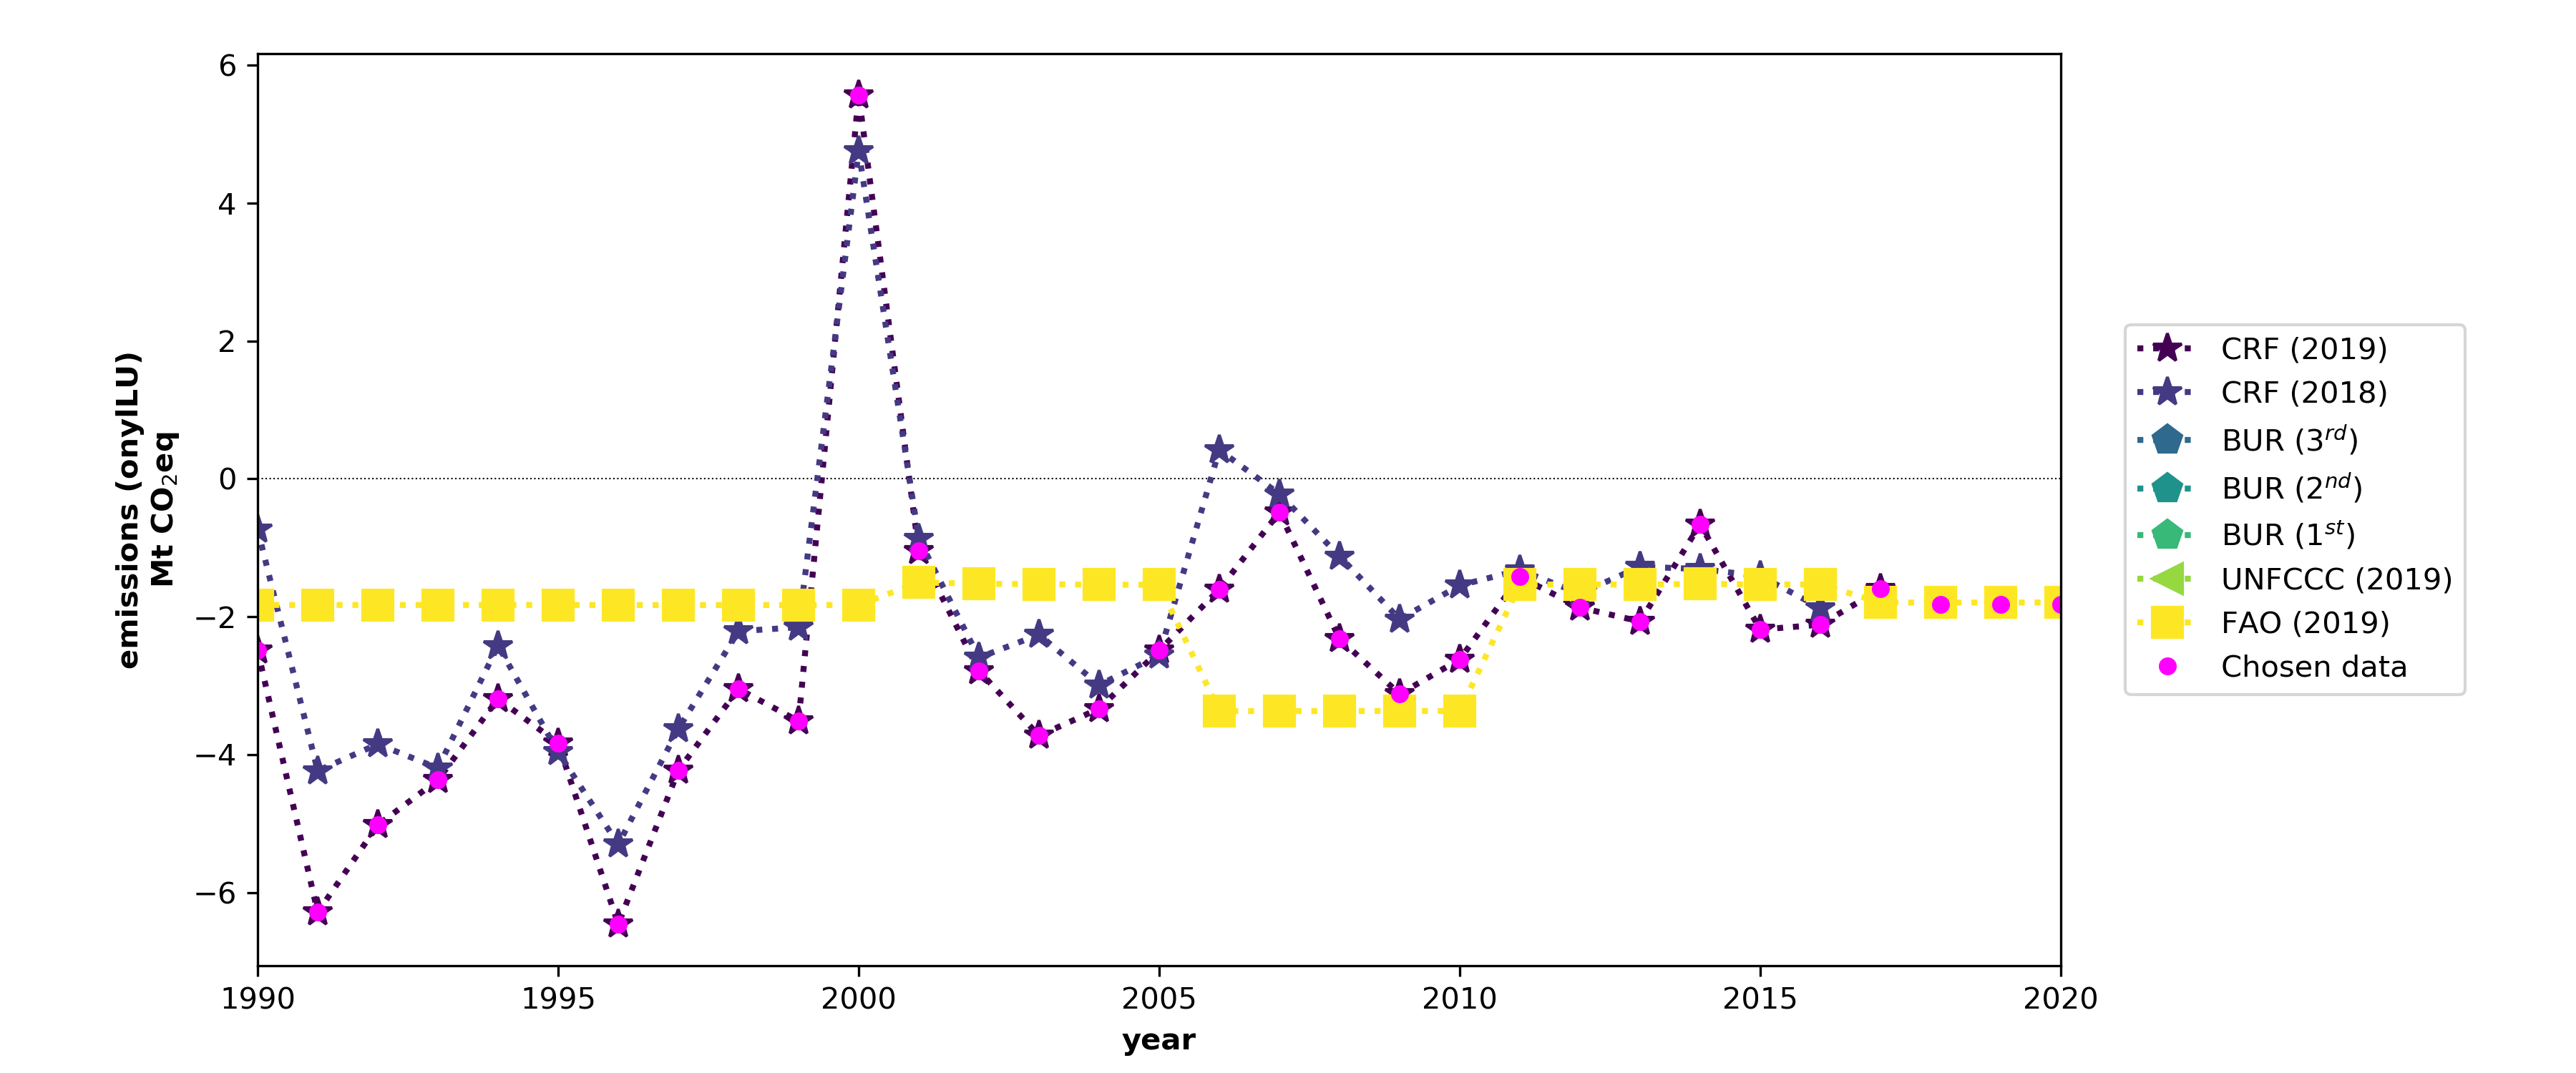 emissions (onylLU)
Mt CO₂eq
6
4
2
0
−2
−4
−6
1990
1995
2000
2005
2010
2015
2020
year
CRF (2019)
CRF (2018)
BUR (3ʳᵈ)
BUR (2ⁿᵈ)
BUR (1ˢᵗ)
UNFCCC (2019)
FAO (2019)
Chosen data